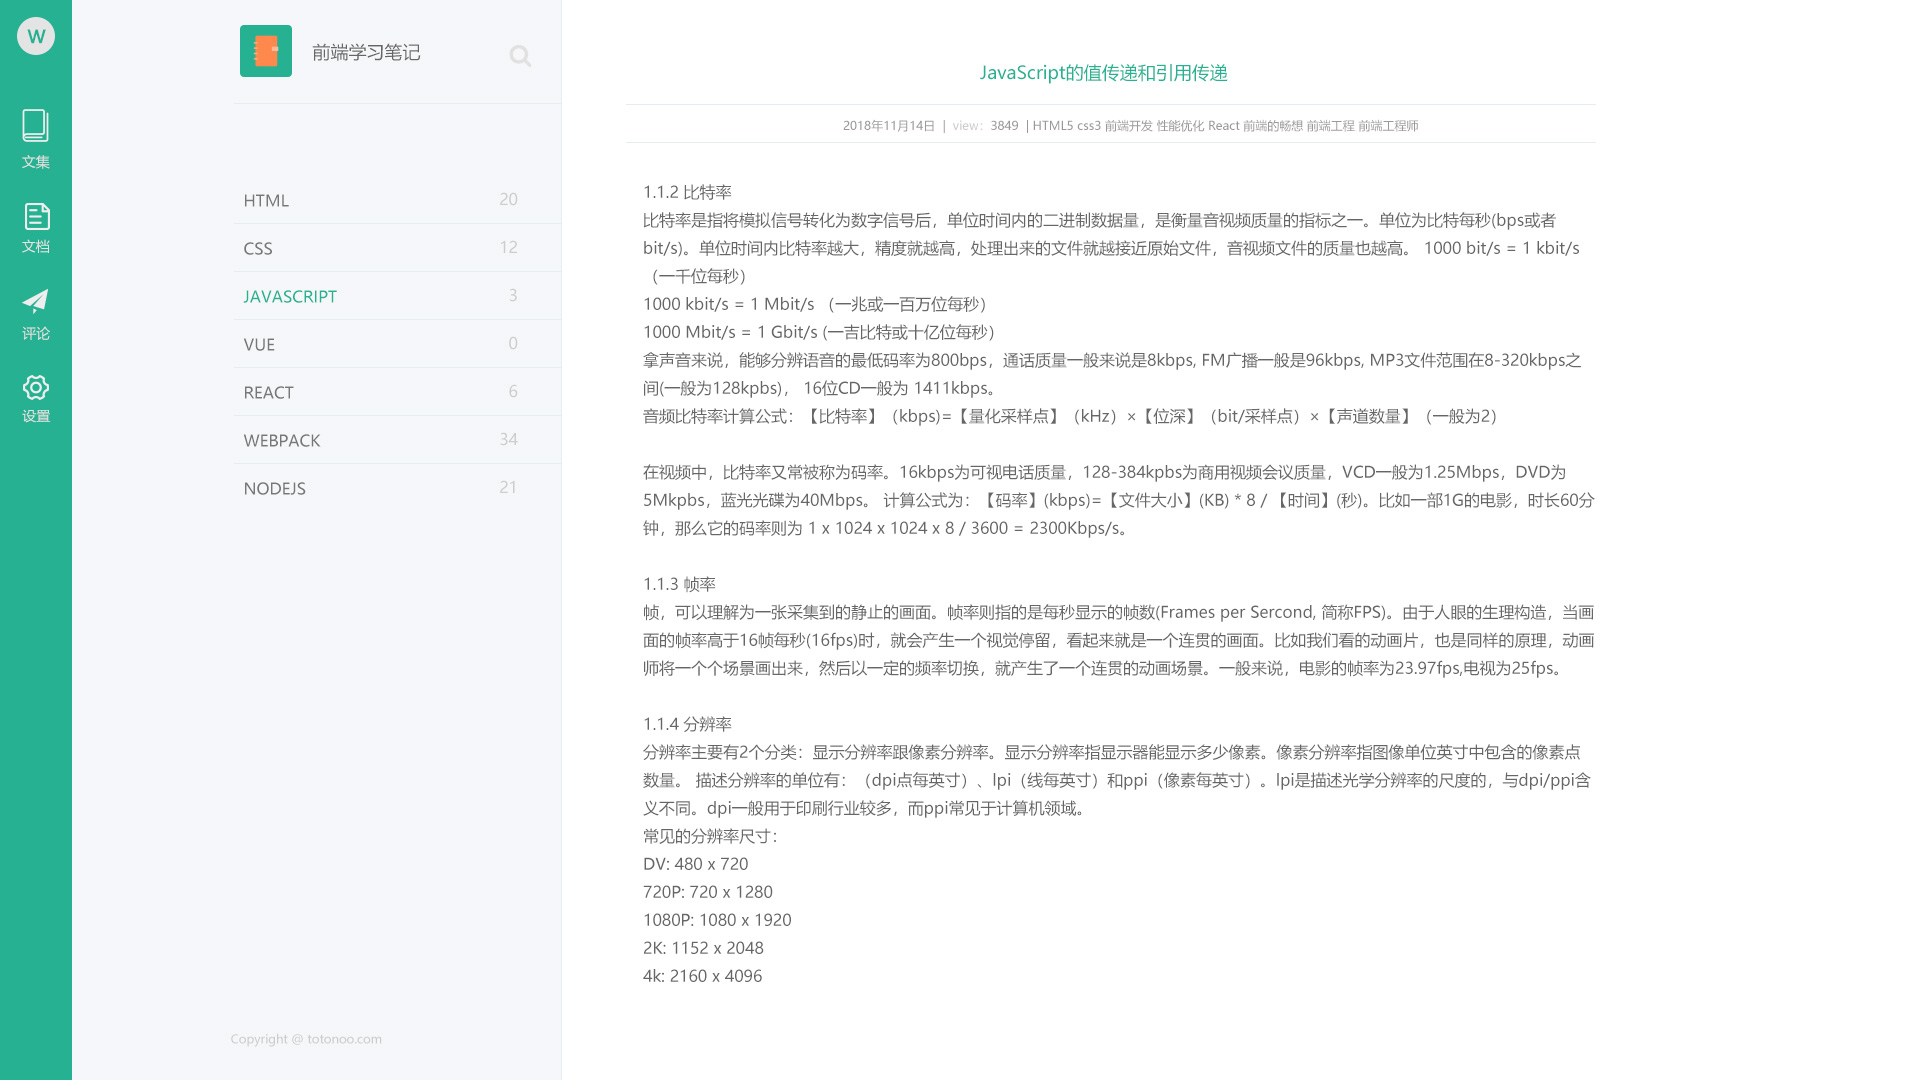 W
文集
文档
评论
设置
前端学习笔记
HTML 20
CSS 12
JAVASCRIPT 3
VUE 0
REACT 6
WEBPACK 34
NODEJS 21
Copyright @ totonoo.com
JavaScript的值传递和引用传递
2018年11月14日 | view: 3849 | HTML5 css3 前端开发 性能优化 React 前端的畅想 前端工程 前端工程师
1.1.2 比特率
比特率是指将模拟信号转化为数字信号后，单位时间内的二进制数据量，是衡量音视频质量的指标之一。单位为比特每秒(bps或者
bit/s)。单位时间内比特率越大，精度就越高，处理出来的文件就越接近原始文件，音视频文件的质量也越高。 1000 bit/s = 1 kbit/s
（一千位每秒）
1000 kbit/s = 1 Mbit/s （一兆或一百万位每秒）
1000 Mbit/s = 1 Gbit/s (一吉比特或十亿位每秒）
拿声音来说，能够分辨语音的最低码率为800bps，通话质量一般来说是8kbps, FM广播一般是96kbps, MP3文件范围在8-320kbps之
间(一般为128kpbs)， 16位CD一般为 1411kbps。
音频比特率计算公式：【比特率】（kbps)=【量化采样点】（kHz）×【位深】（bit/采样点）×【声道数量】（一般为2）
在视频中，比特率又常被称为码率。16kbps为可视电话质量，128-384kpbs为商用视频会议质量，VCD一般为1.25Mbps，DVD为
5Mkpbs，蓝光光碟为40Mbps。 计算公式为：【码率】(kbps)=【文件大小】(KB) * 8 / 【时间】(秒)。比如一部1G的电影，时长60分
钟，那么它的码率则为 1 x 1024 x 1024 x 8 / 3600 = 2300Kbps/s。
1.1.3 帧率
帧，可以理解为一张采集到的静止的画面。帧率则指的是每秒显示的帧数(Frames per Sercond, 简称FPS)。由于人眼的生理构造，当画
面的帧率高于16帧每秒(16fps)时，就会产生一个视觉停留，看起来就是一个连贯的画面。比如我们看的动画片，也是同样的原理，动画
师将一个个场景画出来，然后以一定的频率切换，就产生了一个连贯的动画场景。一般来说，电影的帧率为23.97fps,电视为25fps。
1.1.4 分辨率
分辨率主要有2个分类：显示分辨率跟像素分辨率。显示分辨率指显示器能显示多少像素。像素分辨率指图像单位英寸中包含的像素点
数量。 描述分辨率的单位有：（dpi点每英寸）、lpi（线每英寸）和ppi（像素每英寸）。lpi是描述光学分辨率的尺度的，与dpi/ppi含
义不同。dpi一般用于印刷行业较多，而ppi常见于计算机领域。
常见的分辨率尺寸：
DV: 480 x 720
720P: 720 x 1280
1080P: 1080 x 1920
2K: 1152 x 2048
4k: 2160 x 4096